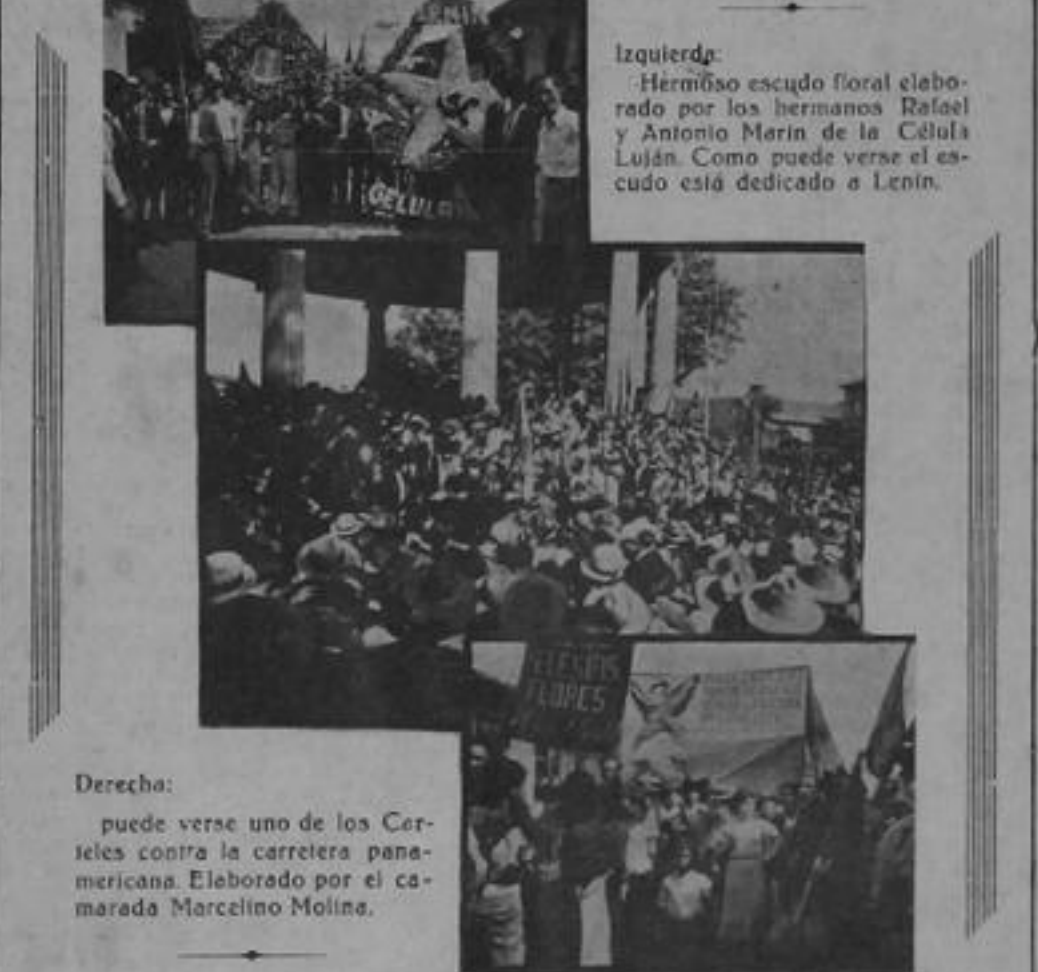 Izquierda:
Hermoso escudo floral elabo-
rado por los hermanos Rafael
y Antonio Marín de la Célula
Luján. Como puede verse el es-
cudo está dedicado a Lenin.
CELULA
FLORES
Derecha:
puede verse uno de los Car-
teles contra la carretera pana-
mericana. Elaborado por el ca-
marada Marcelino Molina.